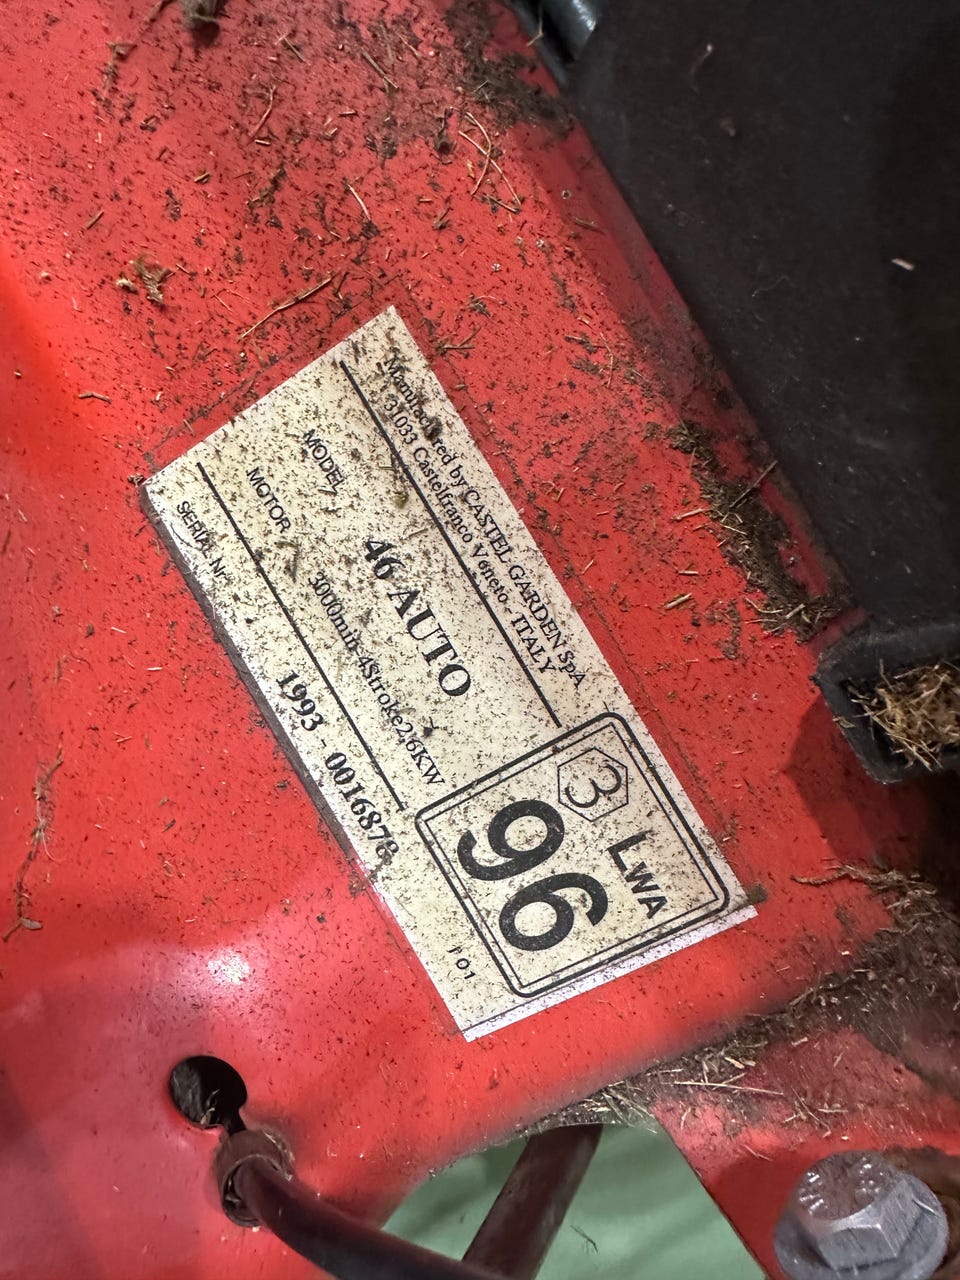 Manufactured by CASTEL GARDEN SpA
31033 Castelfranco Veneto - ITALY
MODEL 46 AUTO
MOTOR 3000min-4Stroke2,6KW
SERIAL Nr. 1993 - 0016878
3
LWA
96
101